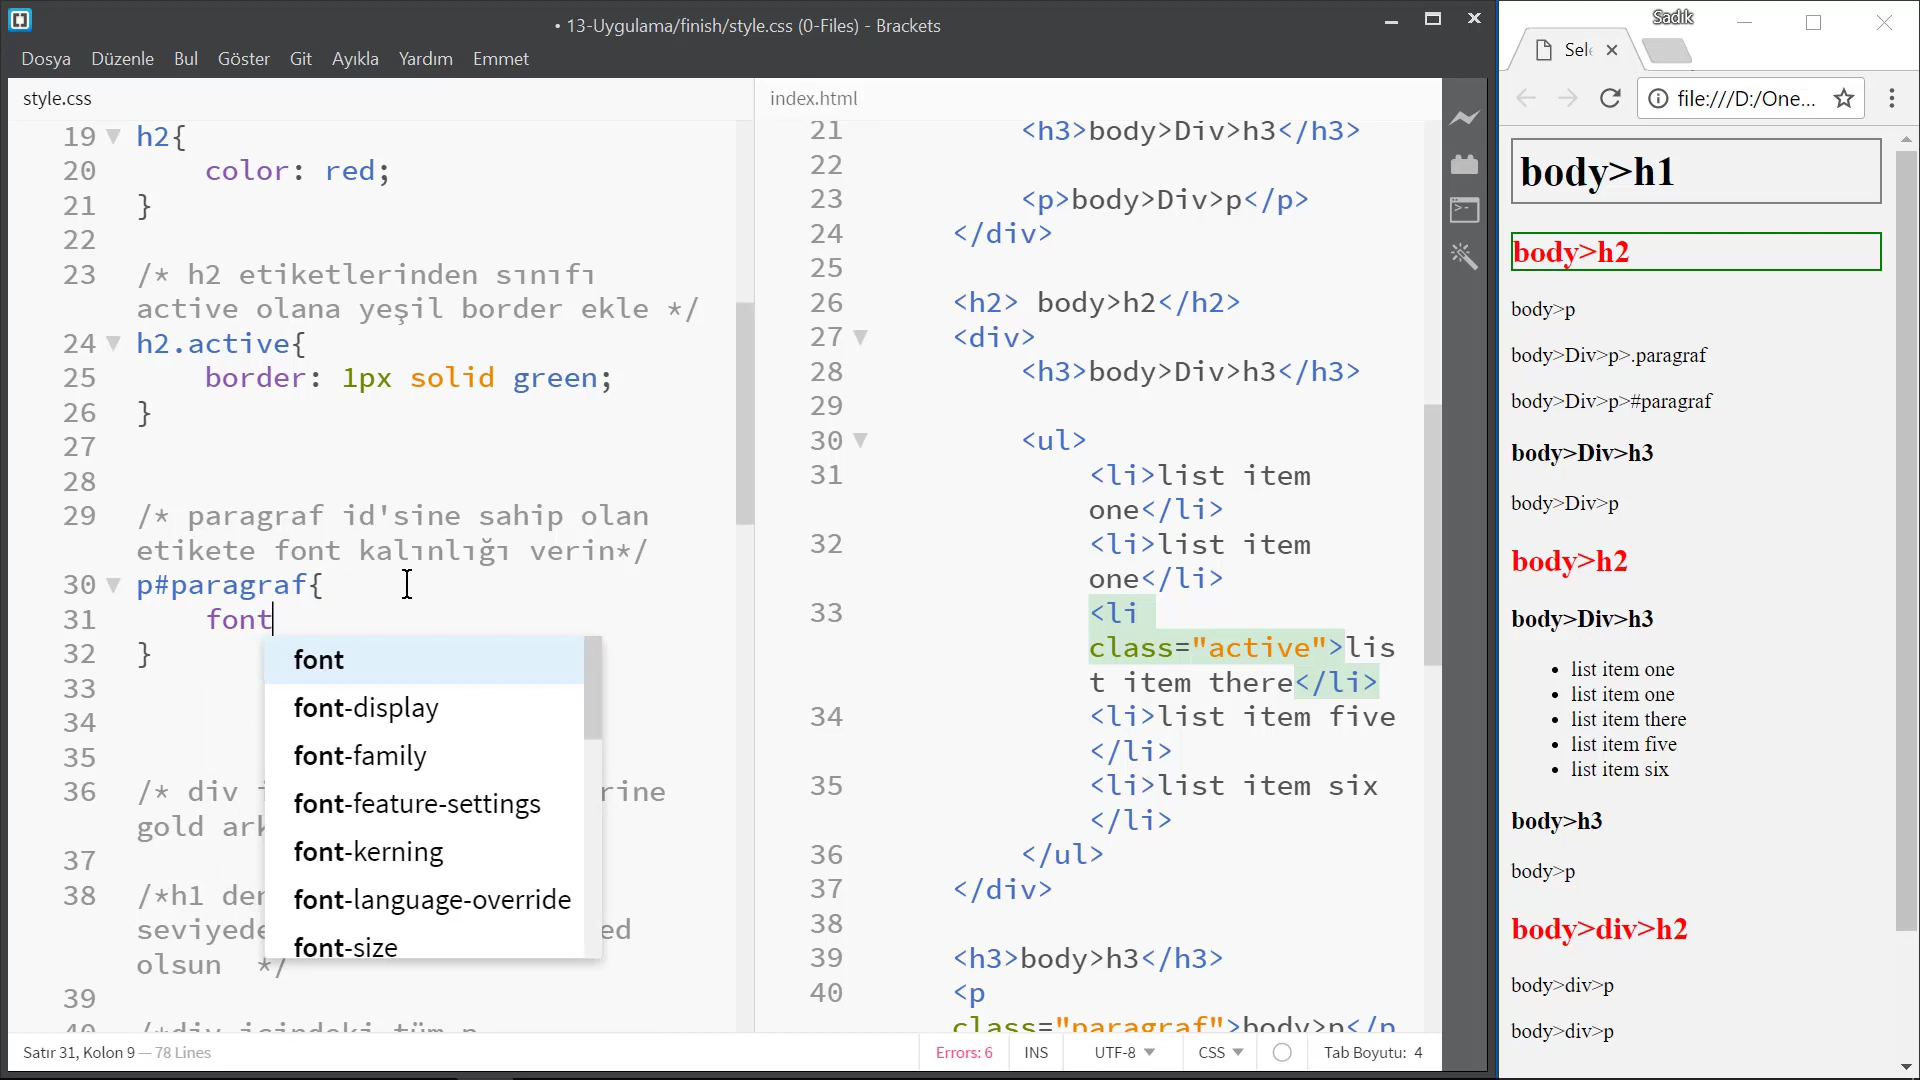 • 13-Uygulama/finish/style.css (0-Files) - Brackets
Dosya Düzenle Bul Göster Git Ayıkla Yardım Emmet
style.css
19 h2{
20 color: red;
21 }
22
23 /* h2 etiketlerinden sınıfı
active olana yeşil border ekle */
24 h2.active{
25 border: 1px solid green;
26 }
27
28
29 /* paragraf id'sine sahip olan
etikete font kalınlığı verin*/
30 p#paragraf{
31 font
32 }
33
34
35
36 /* div rine
gold
37
38 /*h1
seviyede ed
olsun */
39
40 /*div içindeki tüm p
font
font-display
font-family
font-feature-settings
font-kerning
font-language-override
font-size
index.html
21 <h3>body>Div>h3</h3>
22
23 <p>body>Div>p</p>
24 </div>
25
26 <h2> body>h2</h2>
27 <div>
28 <h3>body>Div>h3</h3>
29
30 <ul>
31 <li>list item
one</li>
32 <li>list item
one</li>
33 <li
class="active">lis
t item there</li>
34 <li>list item five
</li>
35 <li>list item six
</li>
36 </ul>
37 </div>
38
39 <h3>body>h3</h3>
40 <p
class="paragraf">body>p</p
Satır 31, Kolon 9 — 78 Lines
Errors: 6 INS UTF-8 CSS Tab Boyutu: 4
Sadık
Sel
file:///D:/One...
body>h1
body>h2
body>p
body>Div>p>.paragraf
body>Div>p>#paragraf
body>Div>h3
body>Div>p
body>h2
body>Div>h3
• list item one
• list item one
• list item there
• list item five
• list item six
body>h3
body>p
body>div>h2
body>div>p
body>div>p